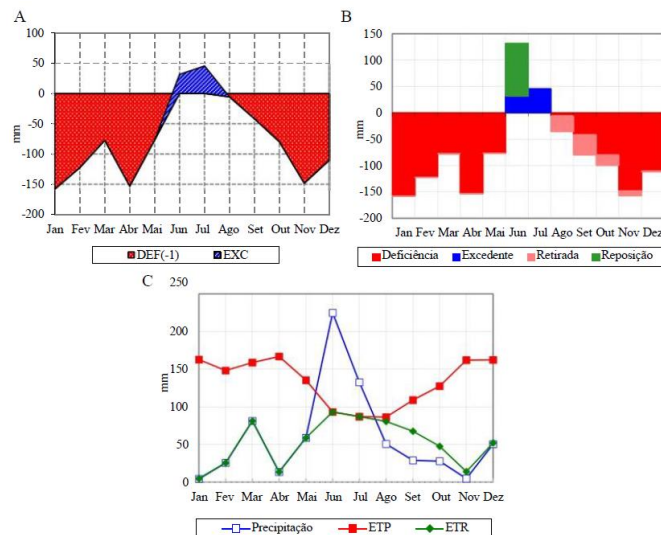 A
100
50
0
-50
-100
-150
-200
mm
Jan Fev Mar Abr Mai Jun Jul Ago Set Out Nov Dez
DEF(-1) EXC
B
150
100
50
0
-50
-100
-150
-200
mm
Jan Fev Mar Abr Mai Jun Jul Ago Set Out Nov Dez
Deficiência Excedente Retirada Reposição
C
250
200
150
100
50
0
mm
Jan Fev Mar Abr Mai Jun Jul Ago Set Out Nov Dez
Precipitação ETP ETR